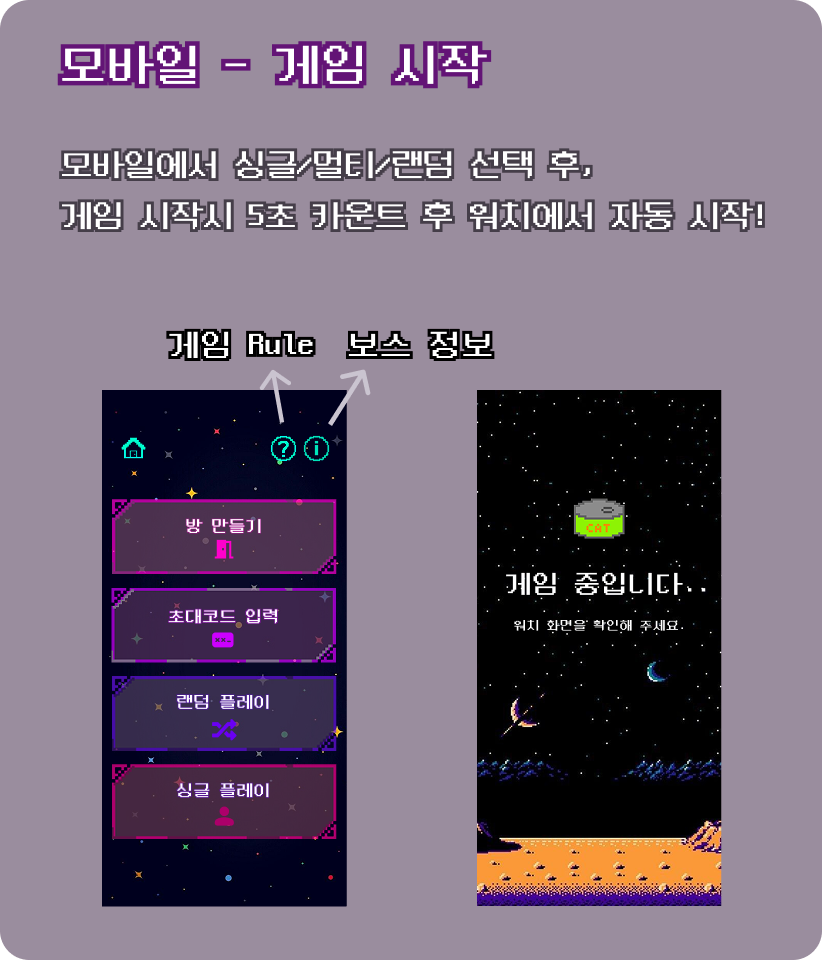 모바일 - 게임 시작
모바일에서 싱글/멀티/랜덤 선택 후,
게임 시작시 5초 카운트 후 워치에서 자동 시작!
게임 Rule 보스 정보
방 만들기
초대코드 입력
랜덤 플레이
싱글 플레이
CAT
게임 중입니다..
워치 화면을 확인해 주세요.